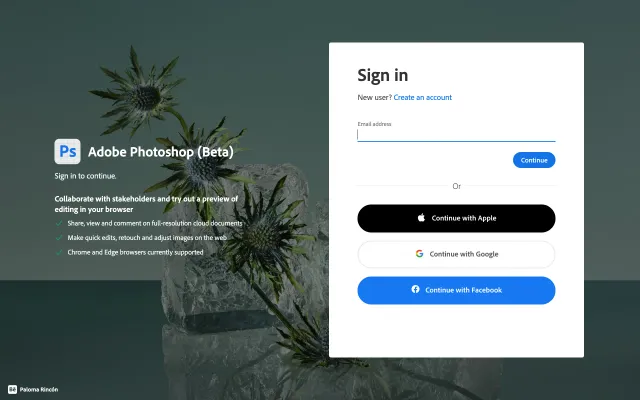 Ps Adobe Photoshop (Beta)
Sign in to continue.
Collaborate with stakeholders and try out a preview of
editing in your browser
Share, view and comment on full-resolution cloud documents
Make quick edits, retouch and adjust images on the web
Chrome and Edge browsers currently supported
Sign in
New user? Create an account
Email address
Continue
Or
Continue with Apple
Continue with Google
Continue with Facebook
Bē Paloma Rincón